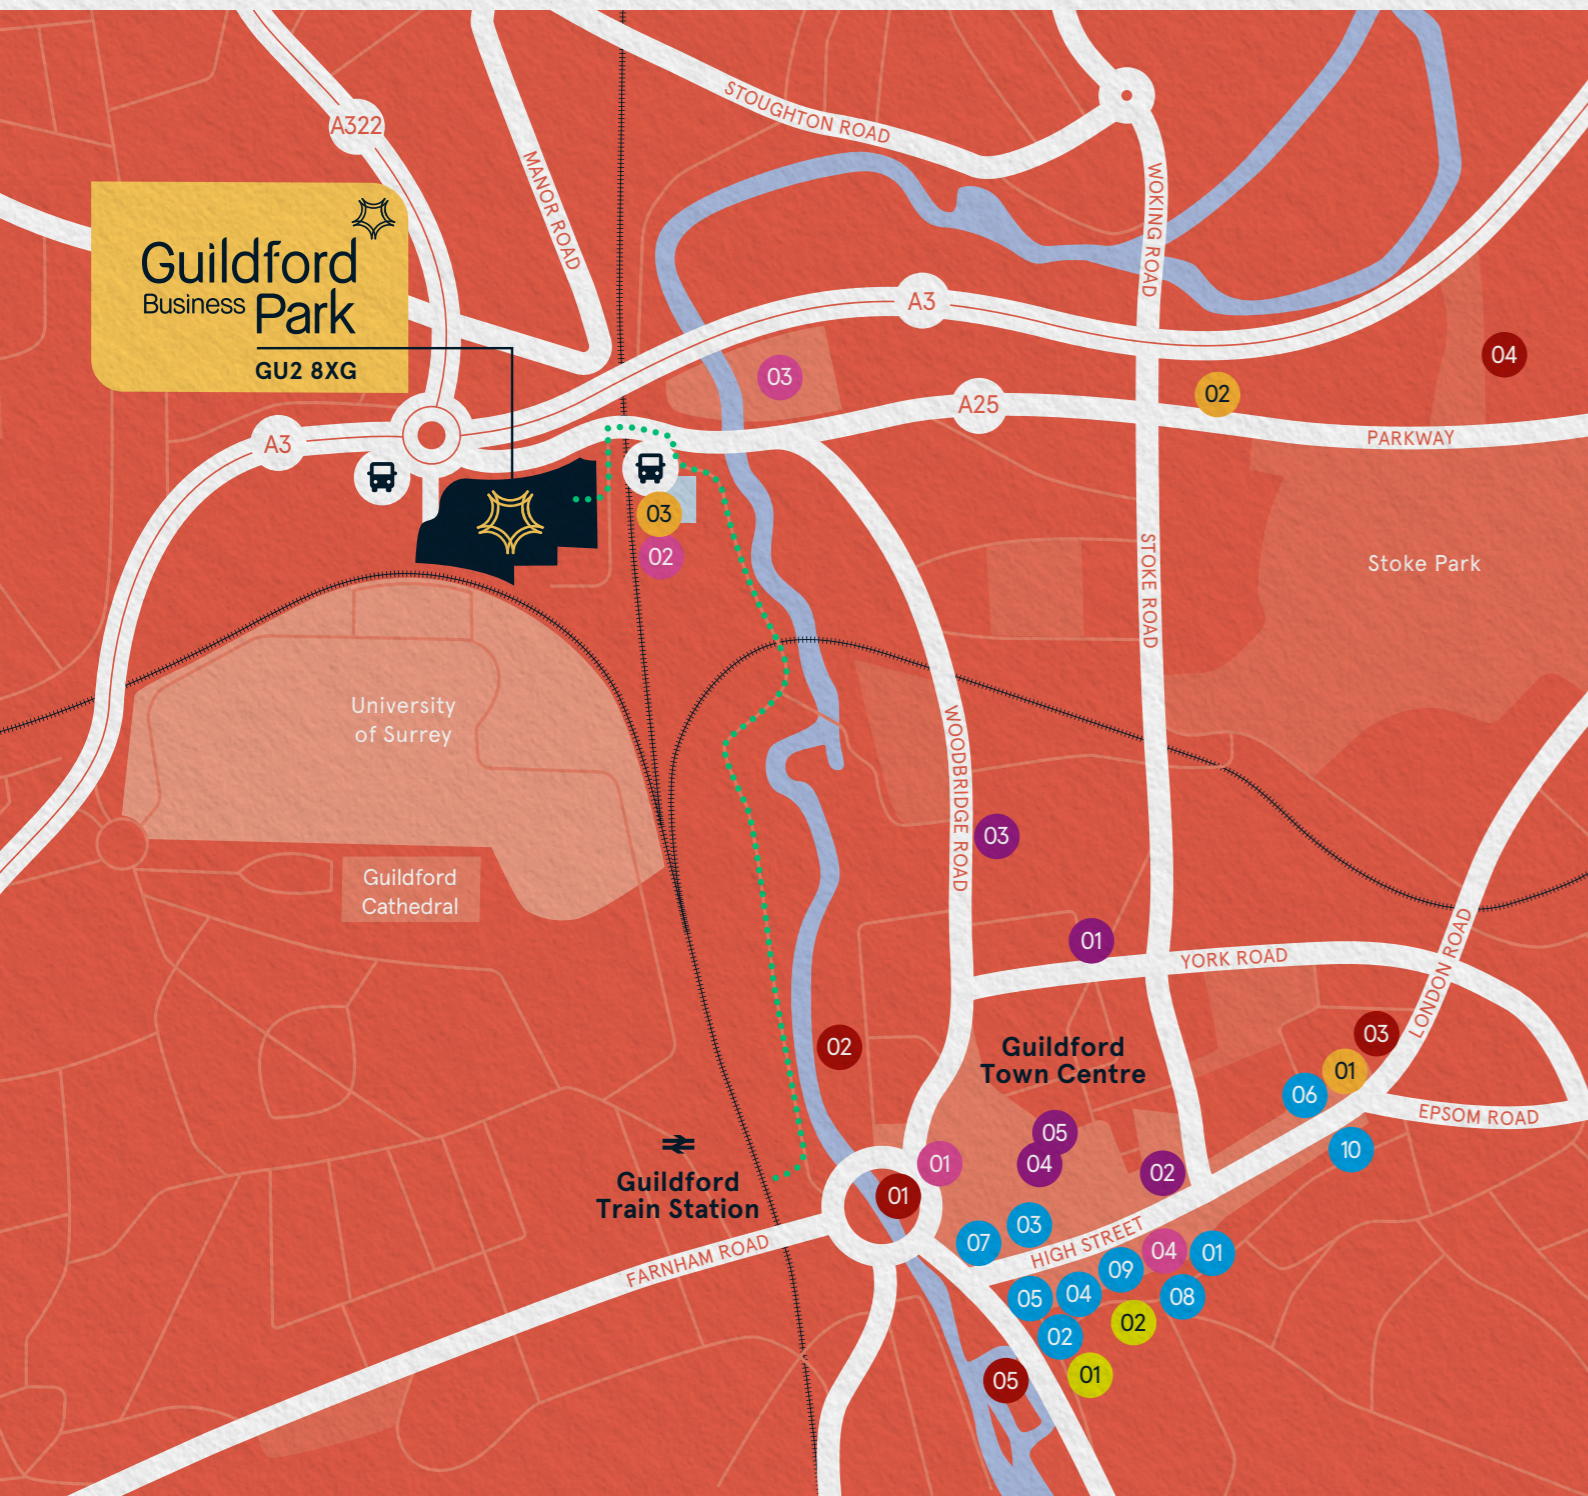 STOUGHTON ROAD
A322
MANOR ROAD
WOKING ROAD
Guildford
Business Park
GU2 8XG
A3
04
03
02
A25
A3
PARKWAY
03
02
STOKE ROAD
Stoke Park
University
of Surrey
WOODBRIDGE ROAD
03
Guildford
Cathedral
01
YORK ROAD
LONDON ROAD
02
Guildford
Town Centre
03
01
06
EPSOM ROAD
05
10
04
01
02
Guildford
Train Station
01
03
07
HIGH STREET
04
01
FARNHAM ROAD
09
05
04
08
02
02
01
05